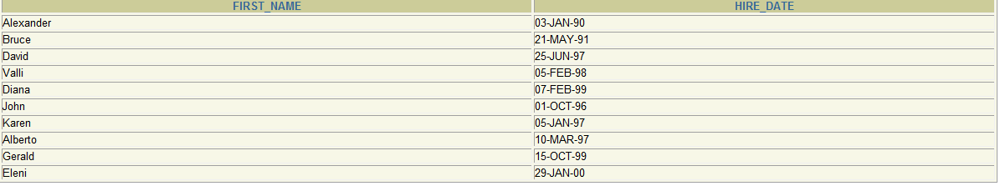 FIRST_NAME HIRE_DATE
Alexander 03-JAN-90
Bruce 21-MAY-91
David 25-JUN-97
Valli 05-FEB-98
Diana 07-FEB-99
John 01-OCT-96
Karen 05-JAN-97
Alberto 10-MAR-97
Gerald 15-OCT-99
Eleni 29-JAN-00